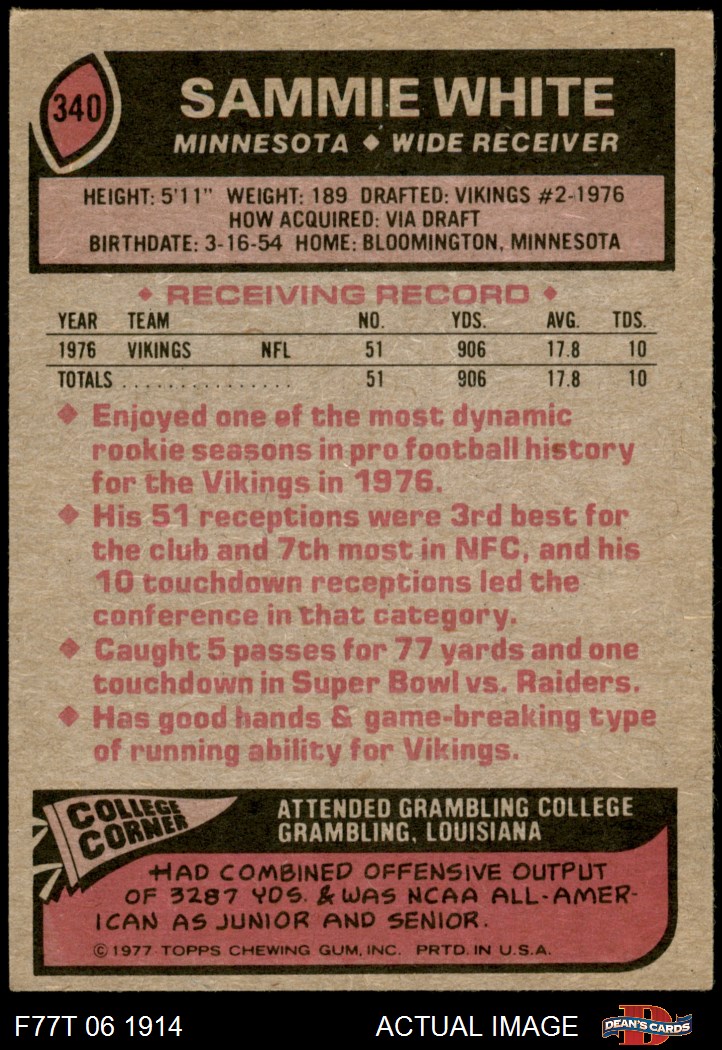 340
SAMMIE WHITE
MINNESOTA ◆ WIDE RECEIVER
HEIGHT: 5'11" WEIGHT: 189 DRAFTED: VIKINGS #2-1976
HOW ACQUIRED: VIA DRAFT
BIRTHDATE: 3-16-54 HOME: BLOOMINGTON, MINNESOTA
◆ RECEIVING RECORD ◆
YEAR TEAM NO. YDS. AVG. TDS.
1976 VIKINGS NFL 51 906 17.8 10
TOTALS . . . . . . . . . . . . . . . 51 906 17.8 10
◆ Enjoyed one of the most dynamic
rookie seasons in pro football history
for the Vikings in 1976.
◆ His 51 receptions were 3rd best for
the club and 7th most in NFC, and his
10 touchdown receptions led the
conference in that category.
◆ Caught 5 passes for 77 yards and one
touchdown in Super Bowl vs. Raiders.
◆ Has good hands & game-breaking type
of running ability for Vikings.
COLLEGE
CORNER
ATTENDED GRAMBLING COLLEGE
GRAMBLING, LOUISIANA
HAD COMBINED OFFENSIVE OUTPUT
OF 3287 YDS. & WAS NCAA ALL-AMER-
ICAN AS JUNIOR AND SENIOR.
© 1977 TOPPS CHEWING GUM, INC. PRTD. IN U.S.A.
F77T 06 1914 ACTUAL IMAGE
D
DEAN'S CARDS